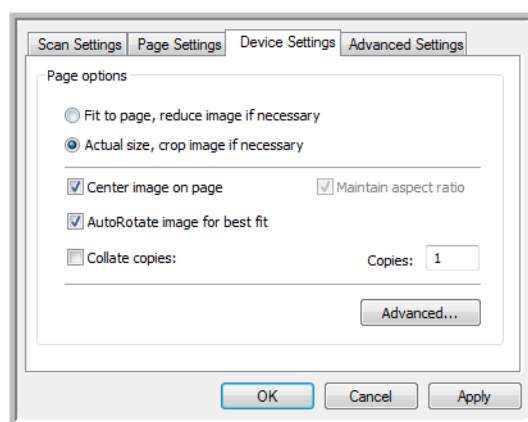 Scan Settings Page Settings Device Settings Advanced Settings
Page options
Fit to page, reduce image if necessary
Actual size, crop image if necessary
Center image on page Maintain aspect ratio
AutoRotate image for best fit
Collate copies: Copies: 1
Advanced...
OK Cancel Apply